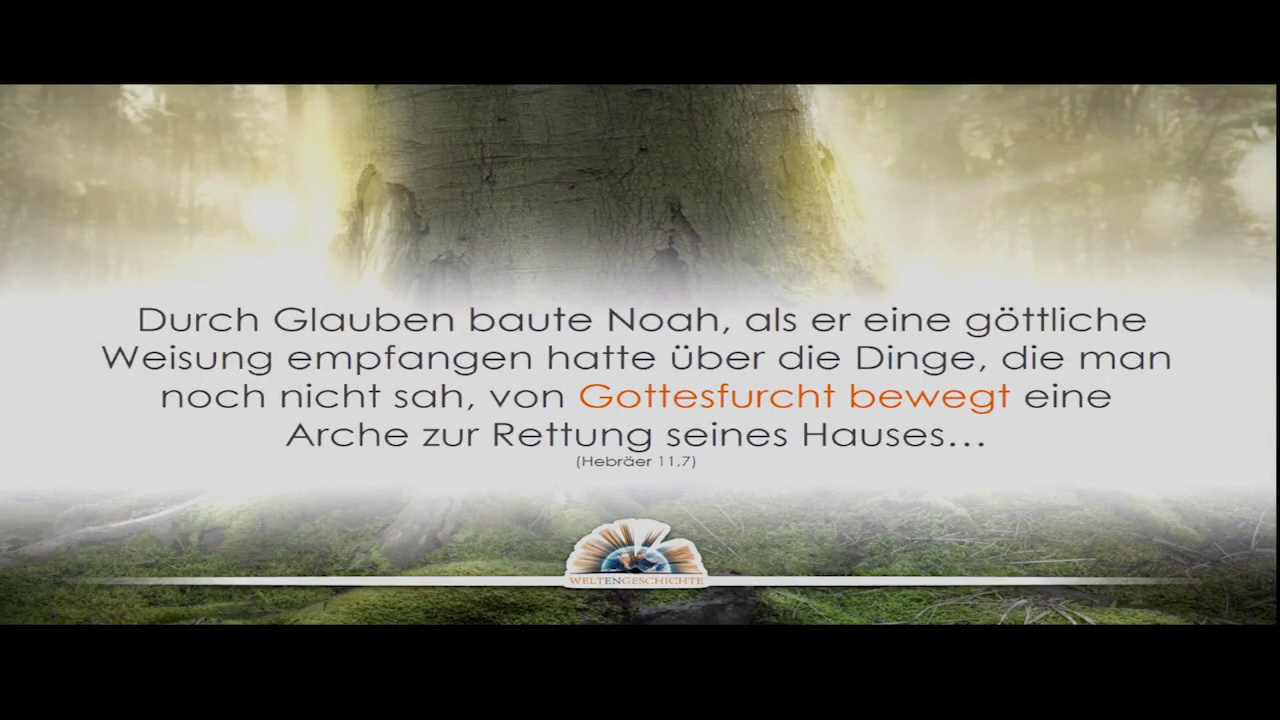 Durch Glauben baute Noah, als er eine göttliche
Weisung empfangen hatte über die Dinge, die man
noch nicht sah, von Gottesfurcht bewegt eine
Arche zur Rettung seines Hauses...
(Hebräer 11,7)
WELTENGESCHICHTE